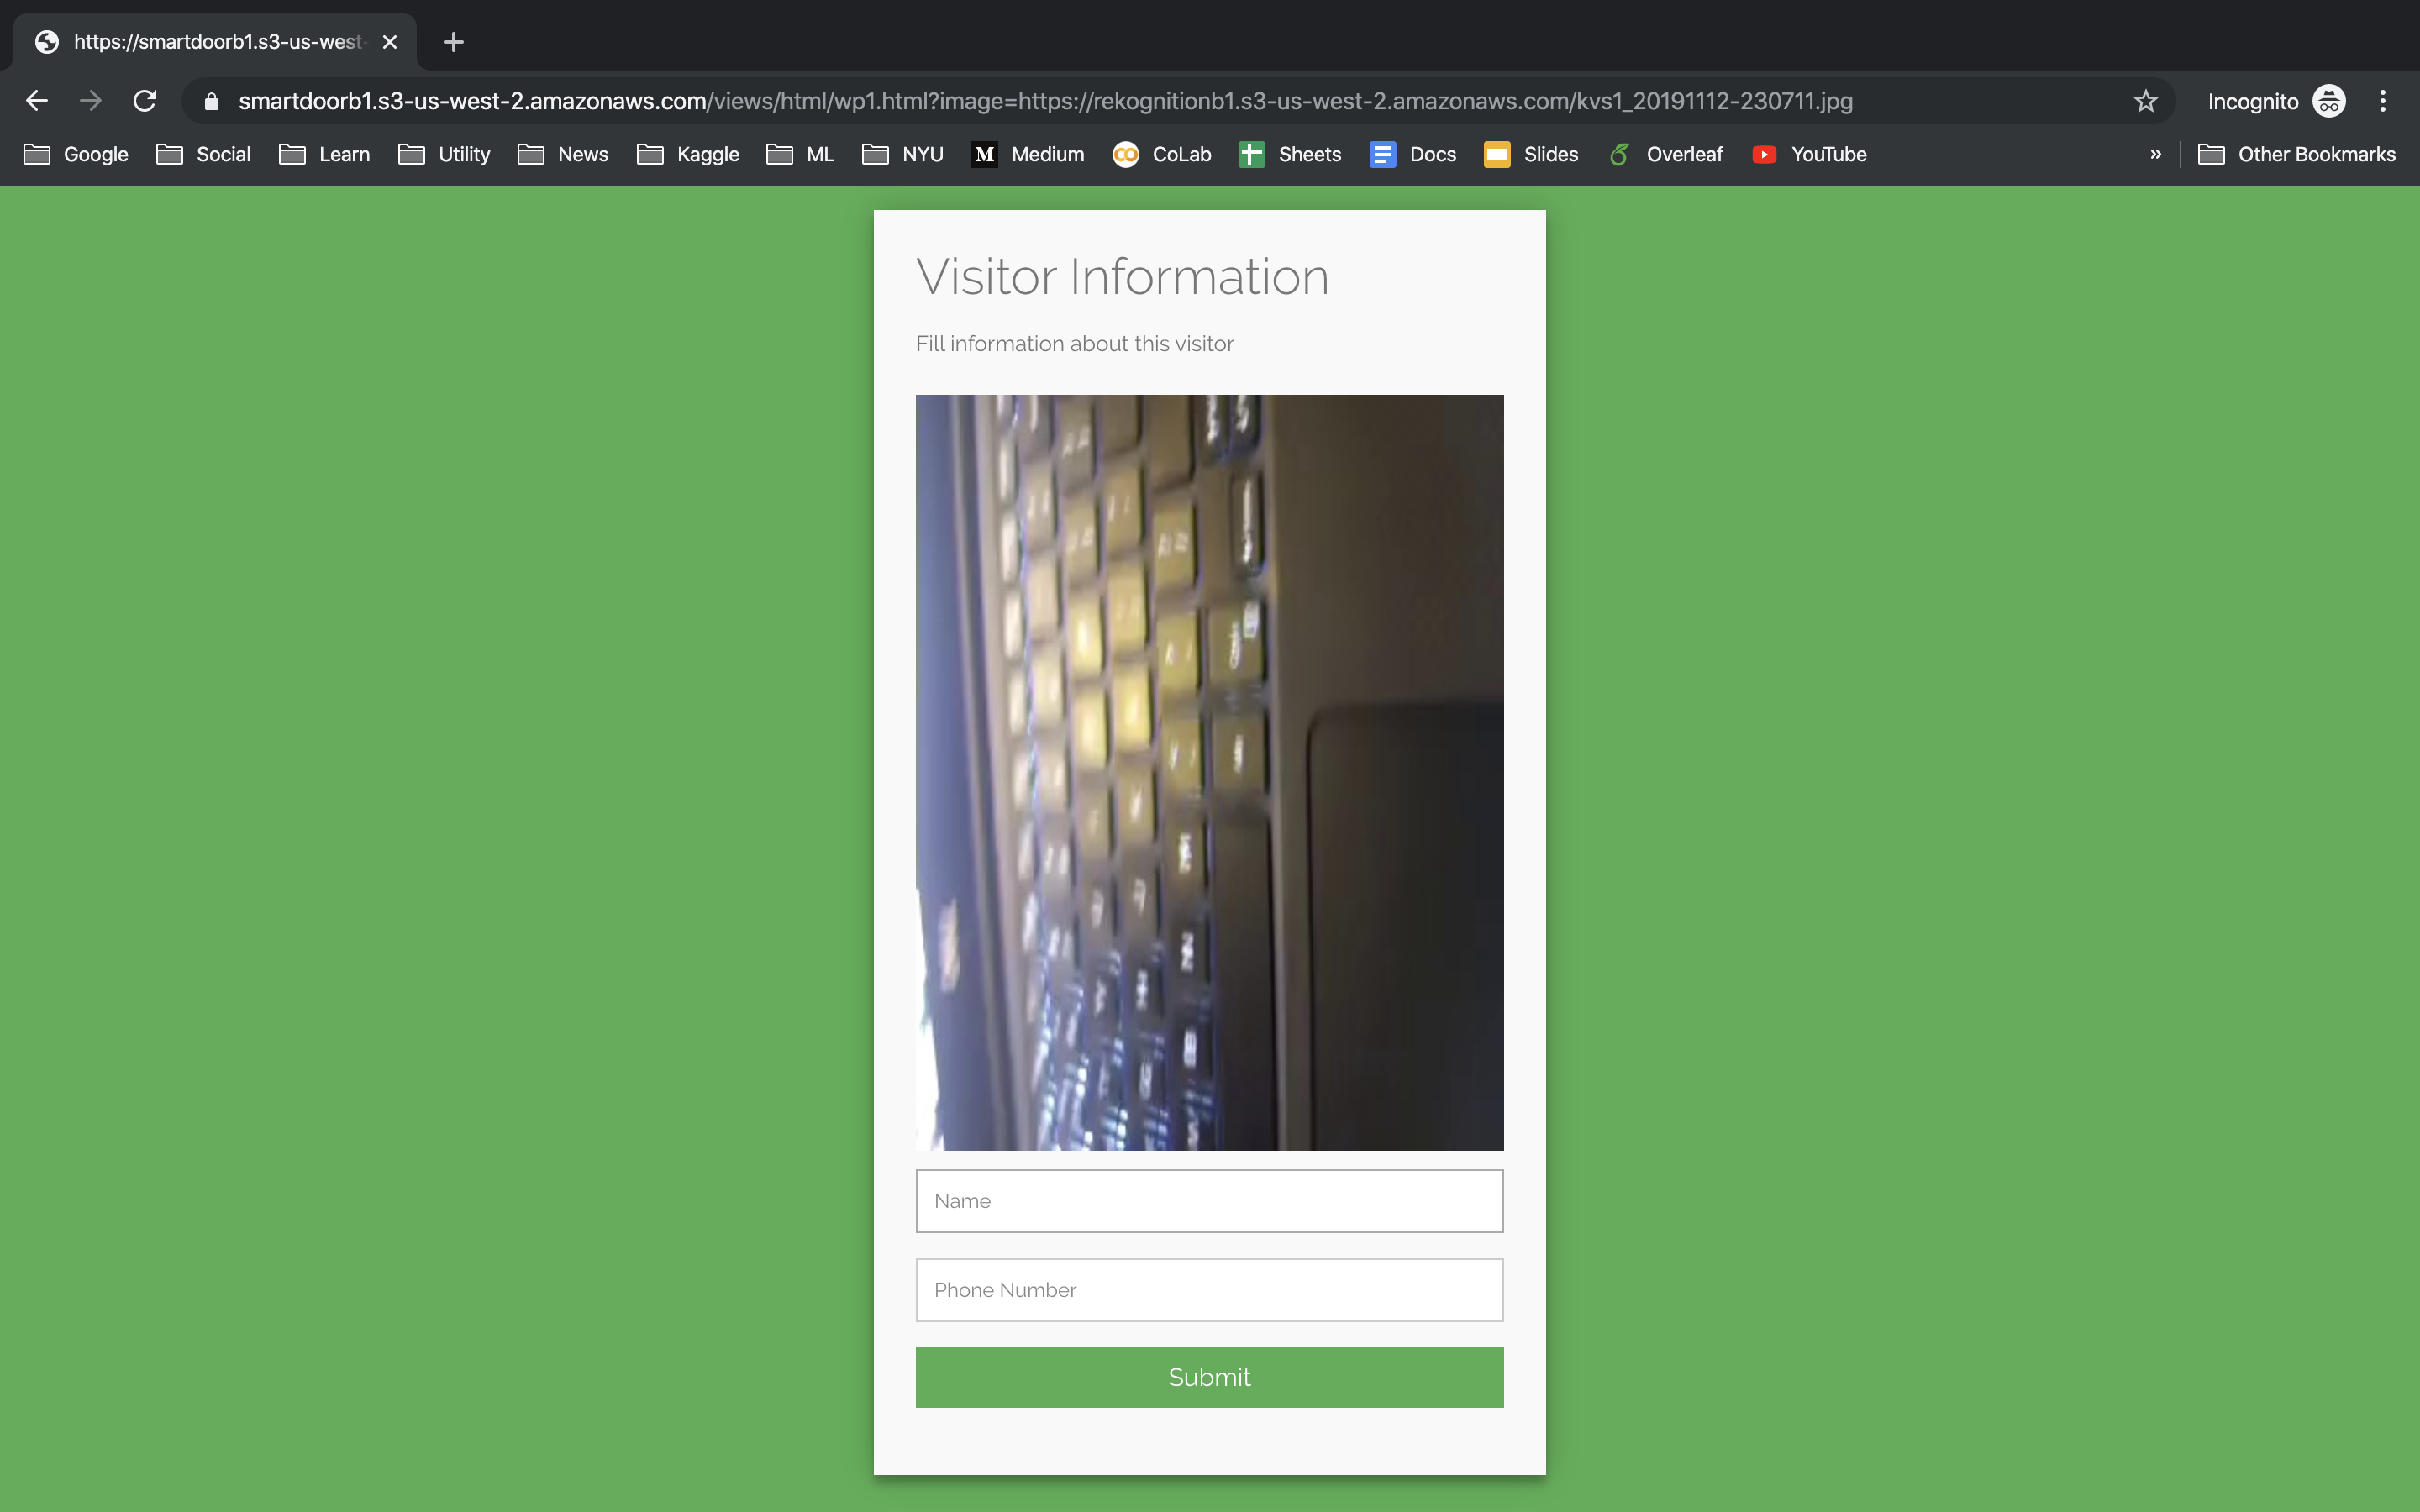 https://smartdoorb1.s3-us-west-
smartdoorb1.s3-us-west-2.amazonaws.com/views/html/wp1.html?image=https://rekognitionb1.s3-us-west-2.amazonaws.com/kvs1_20191112-230711.jpg
Incognito
Google Social Learn Utility News Kaggle ML NYU M Medium CoLab Sheets Docs Slides Overleaf YouTube » Other Bookmarks
Visitor Information
Fill information about this visitor
Name
Phone Number
Submit